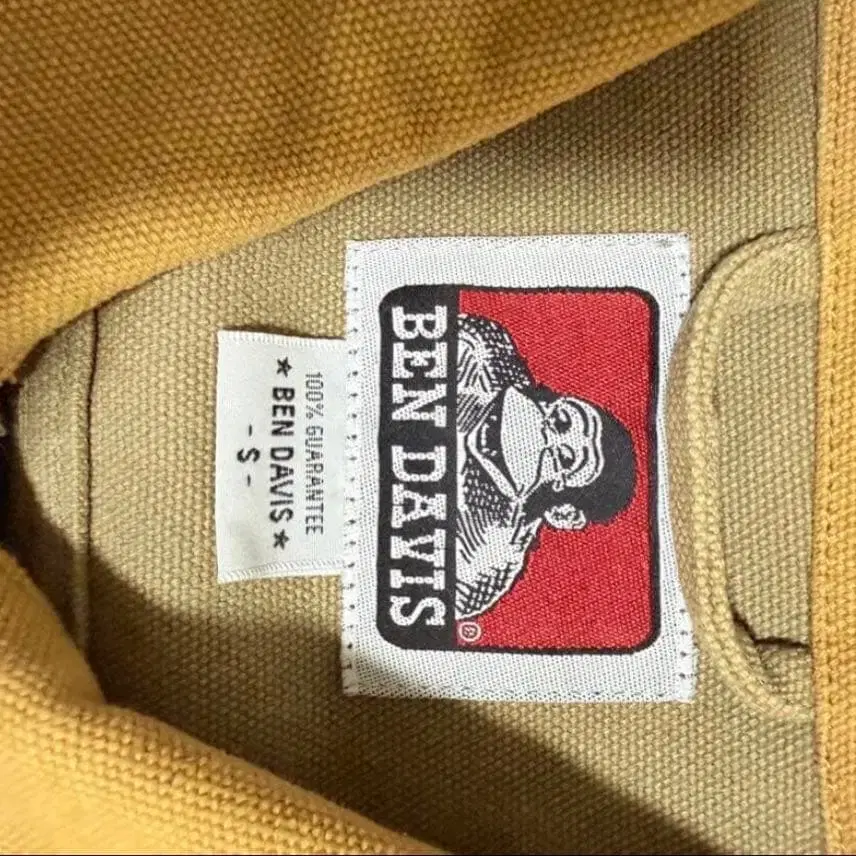 BEN DAVIS
®
100% GUARANTEE
★ BEN DAVIS ★
- S -